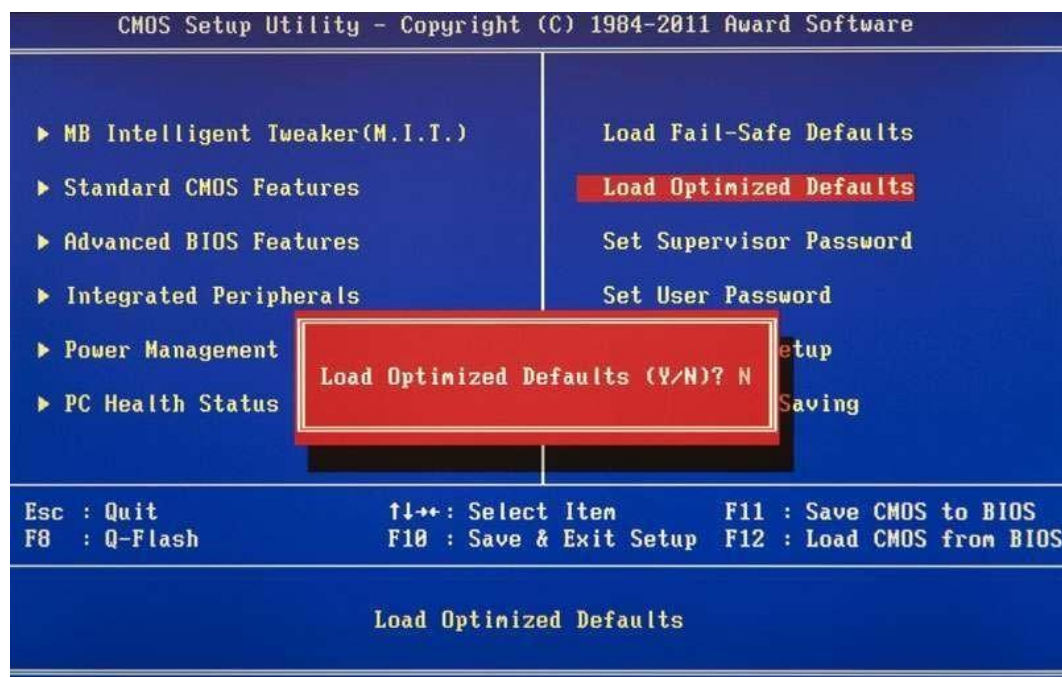 CMOS Setup Utility - Copyright (C) 1984-2011 Award Software
▶ MB Intelligent Tweaker(M.I.T.)
▶ Standard CMOS Features
▶ Advanced BIOS Features
▶ Integrated Peripherals
▶ Power Management
▶ PC Health Status
Load Fail-Safe Defaults
Load Optimized Defaults
Set Supervisor Password
Set User Password
etup
Saving
Load Optimized Defaults (Y/N)? N
Esc : Quit
F8 : Q-Flash
↑↓→←: Select Item
F10 : Save & Exit Setup
F11 : Save CMOS to BIOS
F12 : Load CMOS from BIOS
Load Optimized Defaults